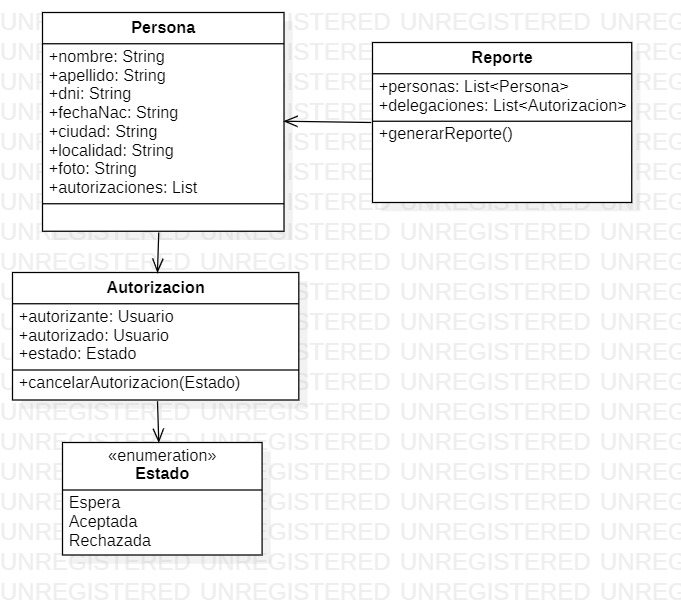 Persona
+nombre: String
+apellido: String
+dni: String
+fechaNac: String
+ciudad: String
+localidad: String
+foto: String
+autorizaciones: List
Reporte
+personas: List<Persona>
+delegaciones: List<Autorizacion>
+generarReporte()
Autorizacion
+autorizante: Usuario
+autorizado: Usuario
+estado: Estado
+cancelarAutorizacion(Estado)
«enumeration»
Estado
Espera
Aceptada
Rechazada
UNREGISTERED